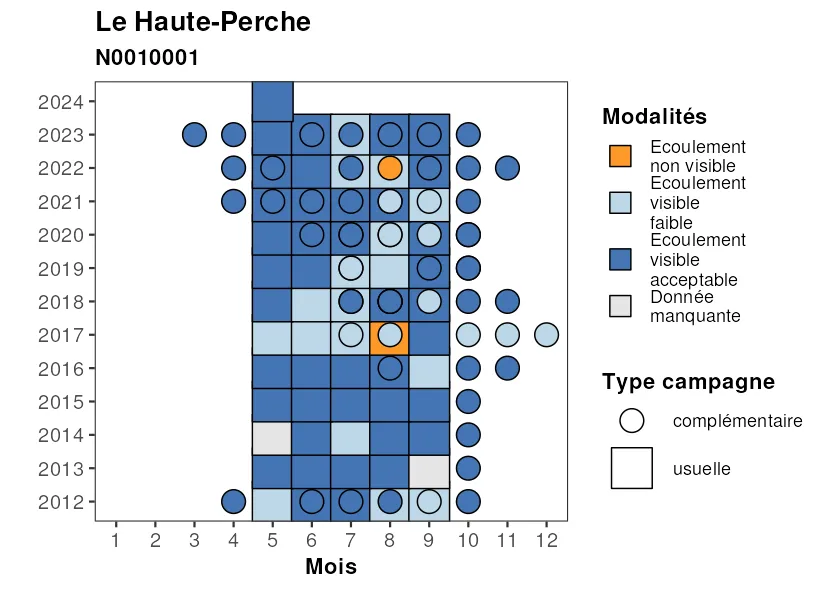 Le Haute-Perche
N0010001
2024
2023
2022
2021
2020
2019
2018
2017
2016
2015
2014
2013
2012
1 2 3 4 5 6 7 8 9 10 11 12
Mois
Modalités
Ecoulement
non visible
Ecoulement
visible
faible
Ecoulement
visible
acceptable
Donnée
manquante
Type campagne
complémentaire
usuelle